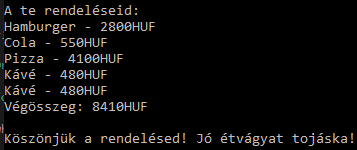 A te rendeléseid:
Hamburger - 2800HUF
Cola - 550HUF
Pizza - 4100HUF
Kávé - 480HUF
Kávé - 480HUF
Végösszeg: 8410HUF
Köszönjük a rendelésed! Jó étvágyat tojáska!